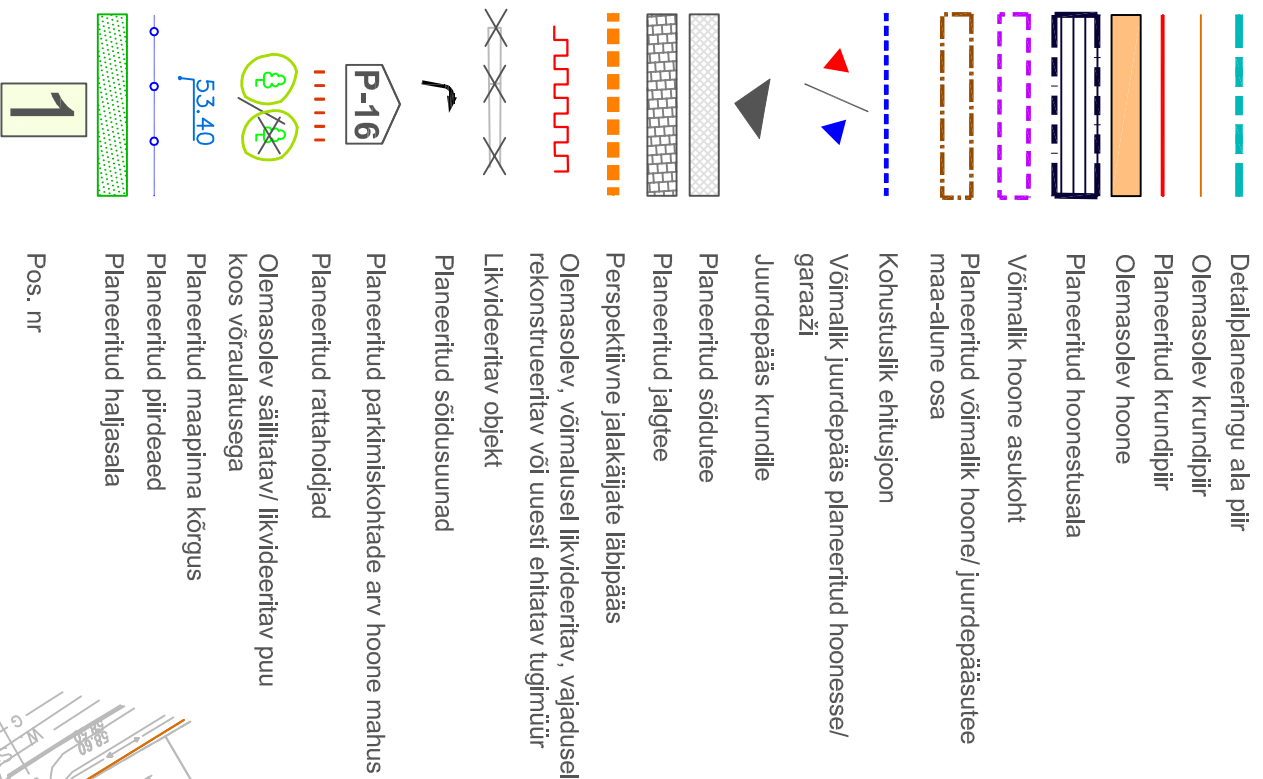 Detailplaneeringu ala piir
Olemasolev krundipiir
Planeeritud krundipiir
Olemasolev hoone
Planeeritud hoonestusala
Võimalik hoone asukoht
Planeeritud võimalik hoone/ juurdepääsutee
maa-alune osa
Kohustuslik ehitusjoon
Võimalik juurdepääs planeeritud hoonesse/
garaaži
Juurdepääs krundile
Planeeritud sõidutee
Planeeritud jalgtee
Perspektiivne jalakäijate läbipääs
Olemasolev, võimalusel likvideeritav, vajadusel
rekonstrueeritav või uuesti ehitatav tugimüür
Likvideeritav objekt
Planeeritud sõidusuunad
P-16
Planeeritud parkimiskohtade arv hoone mahus
Planeeritud rattahoidjad
Olemasolev säilitatav/ likvideeritav puu
koos võraulatusega
53.40
Planeeritud maapinna kõrgus
Planeeritud piirdeaed
Planeeritud haljasala
1
Pos. nr
G
W